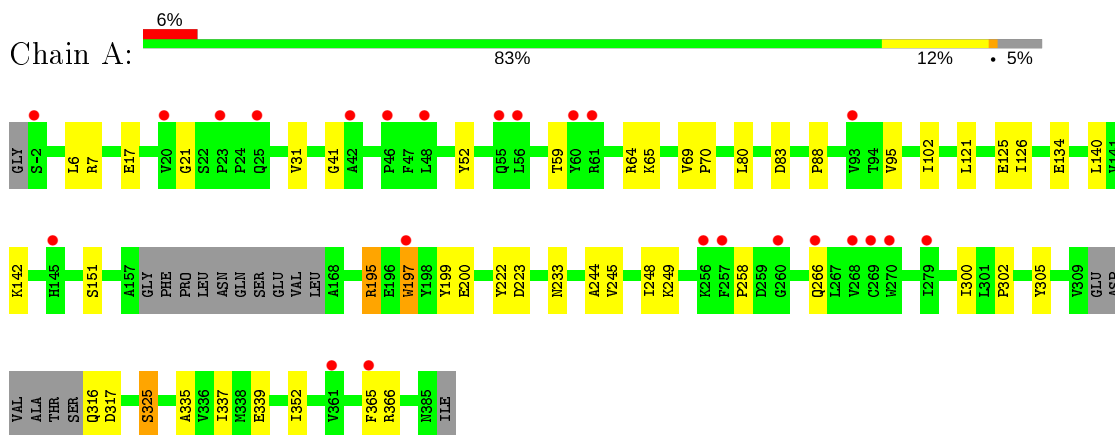 6%
Chain A:
83%
12%
• 5%
GLY S-2 L6 R7 E17 V20 G21 S22 P23 P24 Q25 V31 G41 A42 P46 F47 L48 Y52 Q55 L56 T59 Y60 R61 R64 K65 V69 P70 L80 D83 P88 V93 T94 V95 I102 L121 E125 I126 E134 L140 V141
K142 H145 S151 A157 GLY PHE PRO LEU ASN GLN SER GLU VAL LEU A168 R195 E196 W197 Y198 Y199 E200 Y222 D223 N233 A244 V245 I248 K249 K256 F257 P258 D259 G260 Q266 L267 V268 C269 W270 I279 I300 L301 P302 Y305 V309 GLU ASP
VAL ALA THR SER Q316 D317 S325 A335 V336 I337 M338 E339 I352 V361 F365 R366 N385 ILE